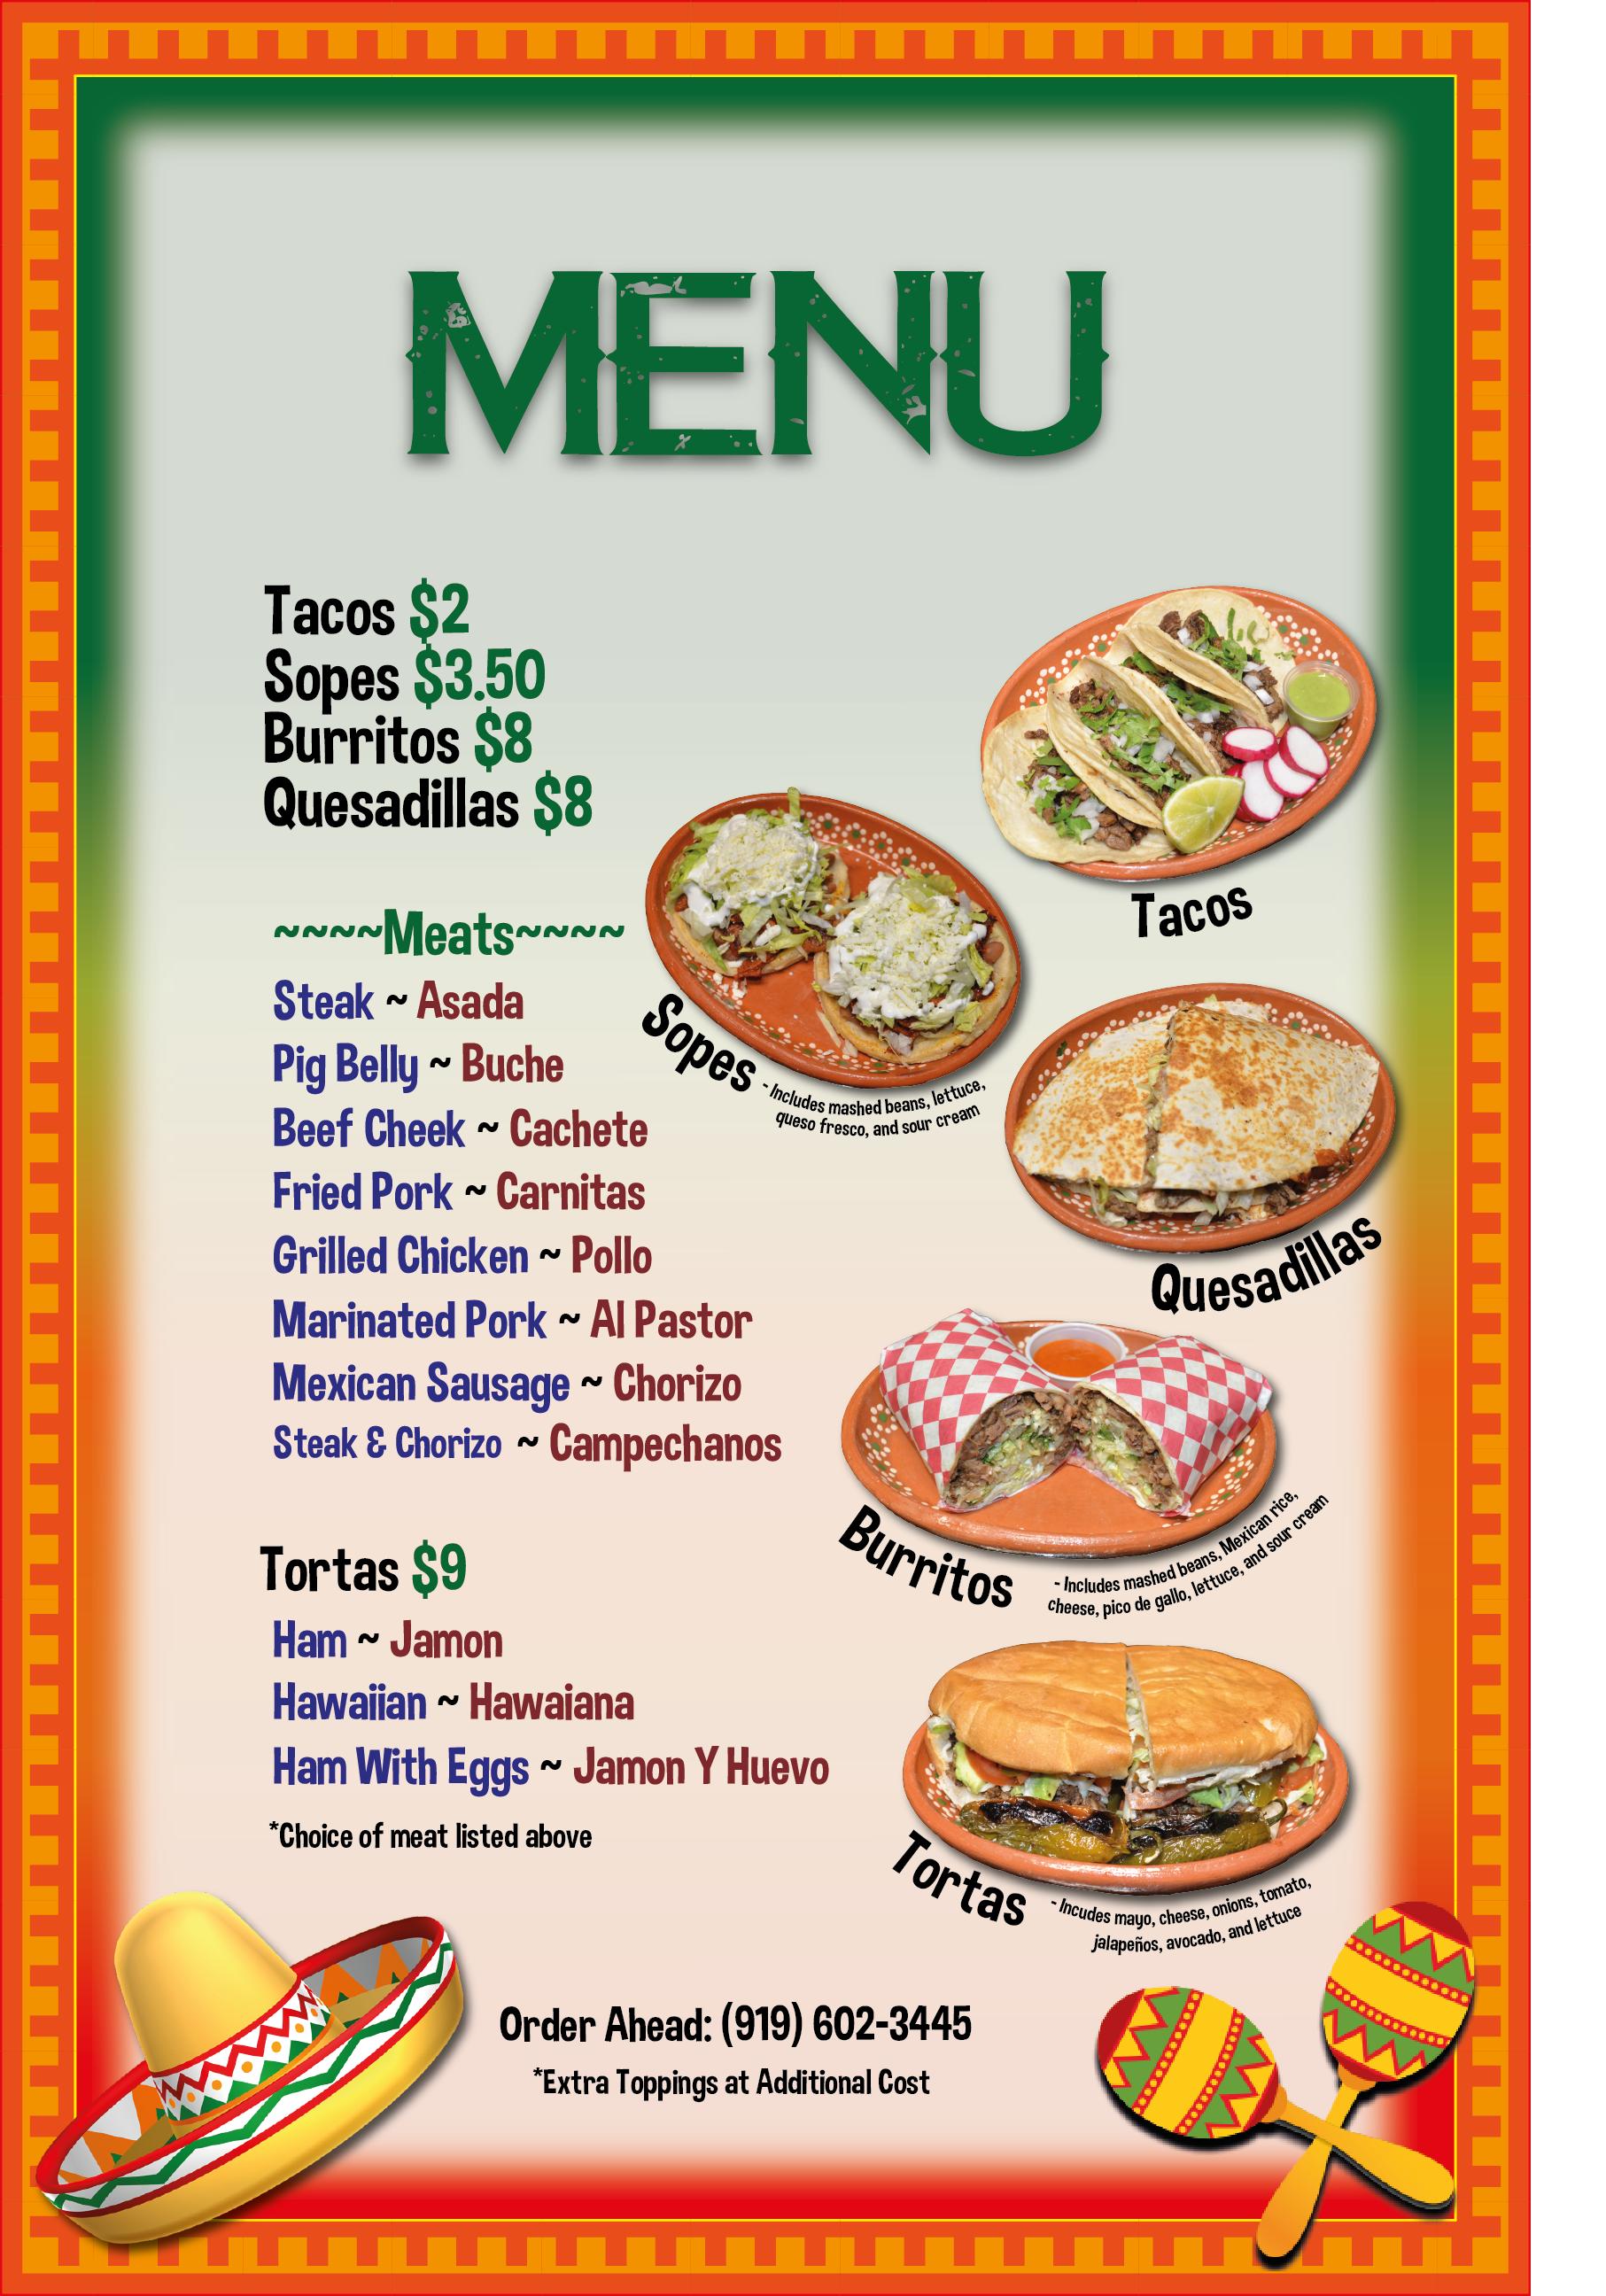 MENU
Tacos $2
Sopes $3.50
Burritos $8
Quesadillas $8
~~~~Meats~~~~
Steak ~ Asada
Pig Belly ~ Buche
Beef Cheek ~ Cachete
Fried Pork ~ Carnitas
Grilled Chicken ~ Pollo
Marinated Pork ~ Al Pastor
Mexican Sausage ~ Chorizo
Steak & Chorizo ~ Campechanos
Tortas $9
Ham ~ Jamon
Hawaiian ~ Hawaiana
Ham With Eggs ~ Jamon Y Huevo
*Choice of meat listed above
Tacos
Sopes
- Includes mashed beans, lettuce,
queso fresco, and sour cream
Quesadillas
Burritos
- Includes mashed beans, Mexican rice,
cheese, pico de gallo, lettuce, and sour cream
Tortas
- Incudes mayo, cheese, onions, tomato,
jalapeños, avocado, and lettuce
Order Ahead: (919) 602-3445
*Extra Toppings at Additional Cost